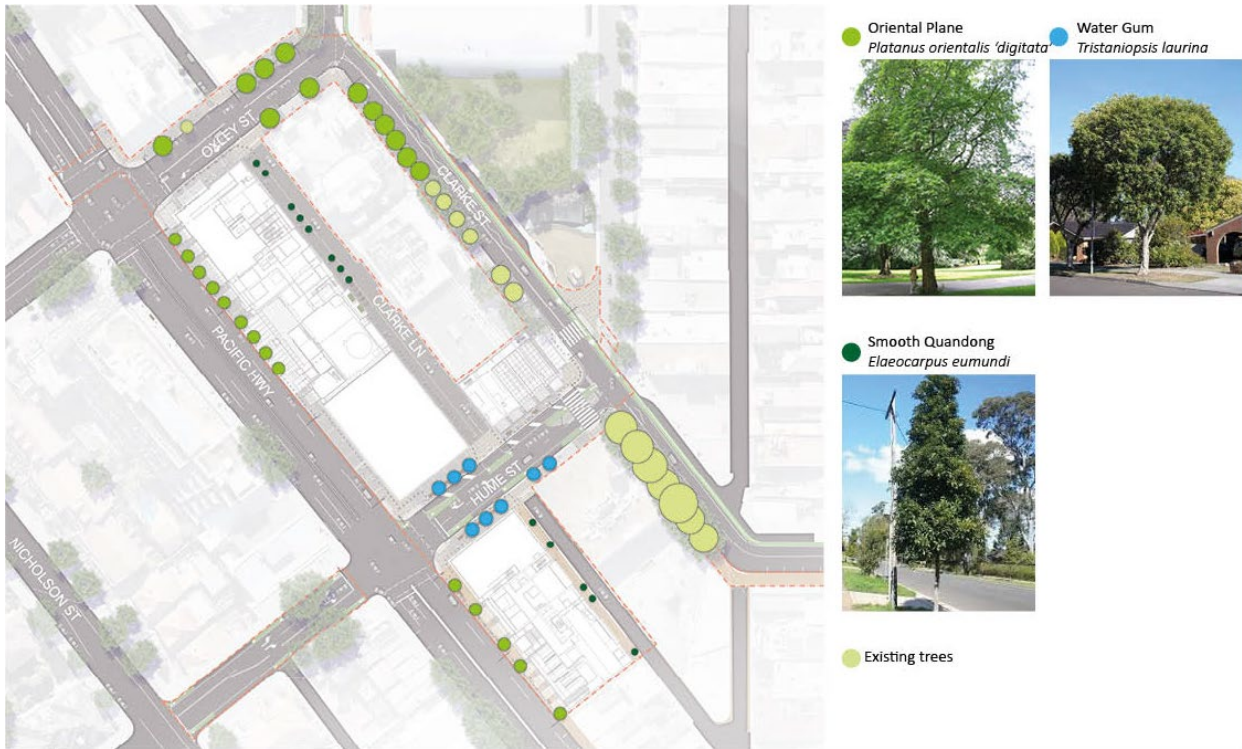 OXLEY ST.
CLARKE ST.
CLARKE LN
PACIFIC HWY
HUME ST.
NICHOLSON ST
Oriental Plane
Platanus orientalis 'digitata'
Water Gum
Tristaniopsis laurina
Smooth Quandong
Elaeocarpus eumundi
Existing trees